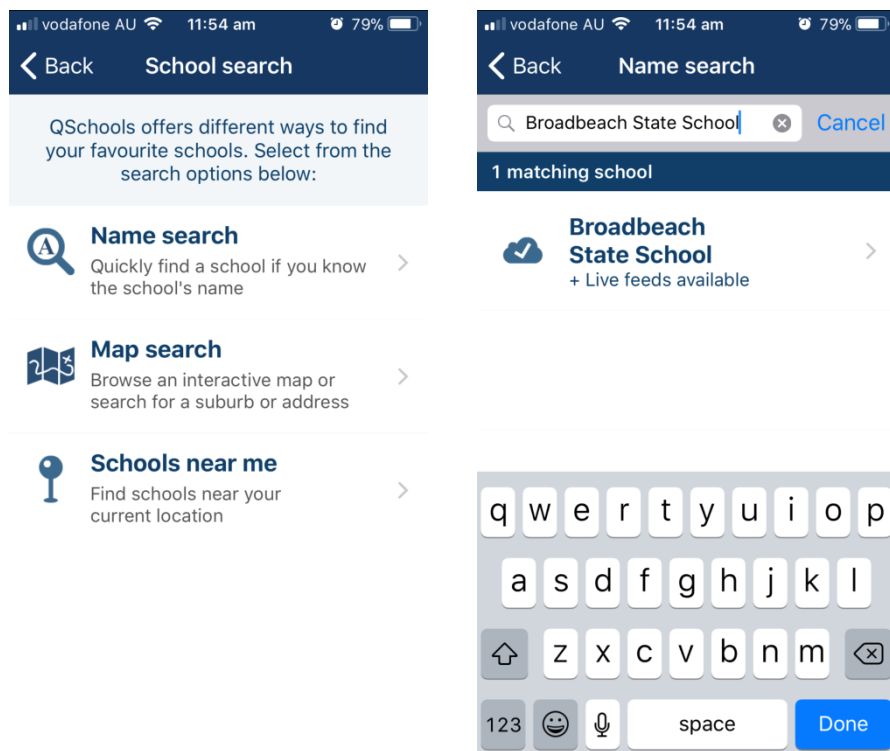 vodafone AU 11:54 am 79%
Back School search
QSchools offers different ways to find
your favourite schools. Select from the
search options below:
A
Name search
Quickly find a school if you know
the school's name
Map search
Browse an interactive map or
search for a suburb or address
Schools near me
Find schools near your
current location
vodafone AU 11:54 am 79%
Back Name search
Broadbeach State School Cancel
1 matching school
Broadbeach
State School
+ Live feeds available
q w e r t y u i o p
a s d f g h j k l
z x c v b n m
123 space Done